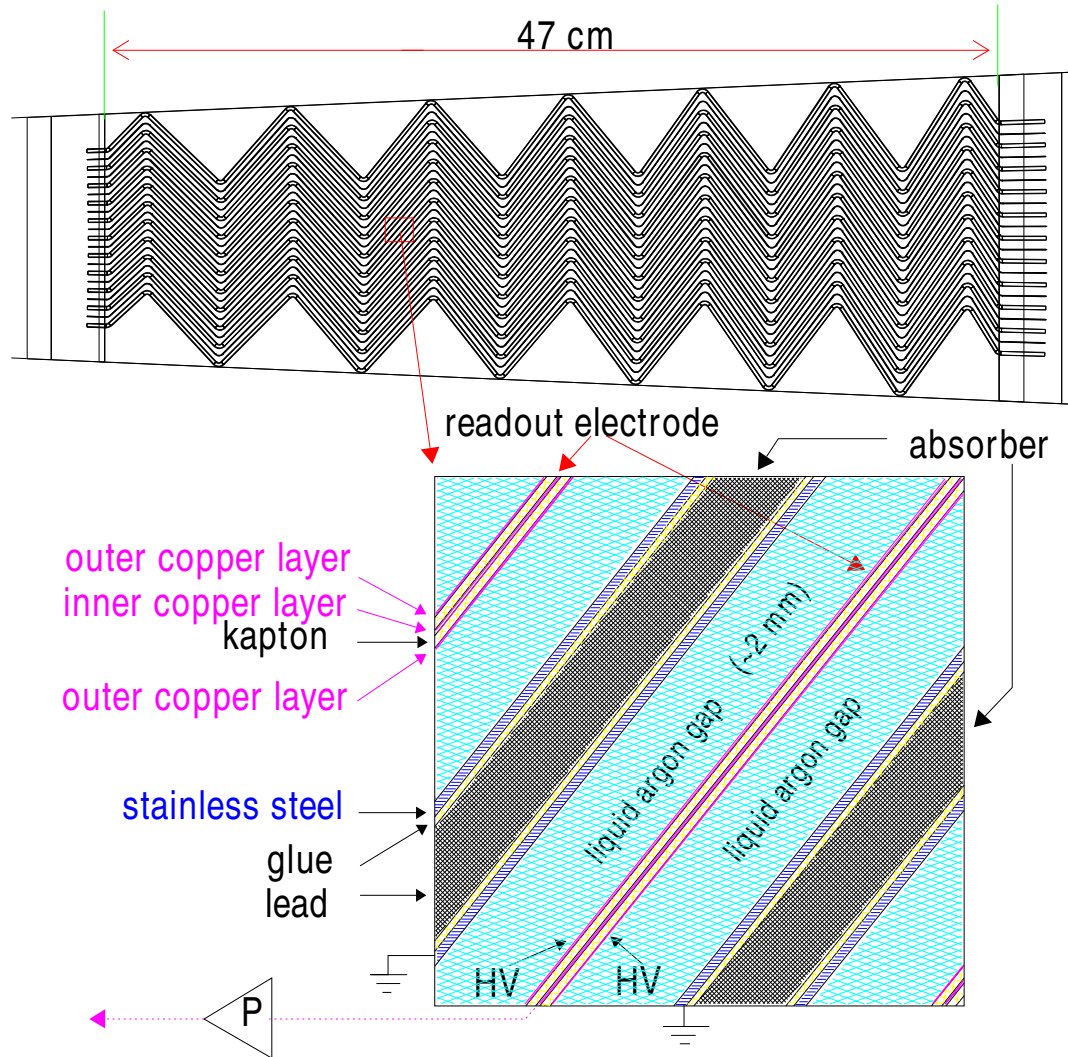 47 cm
readout electrode
absorber
outer copper layer
inner copper layer
kapton
outer copper layer
(~2 mm)
liquid argon gap
liquid argon gap
stainless steel
glue
lead
HV
HV
P